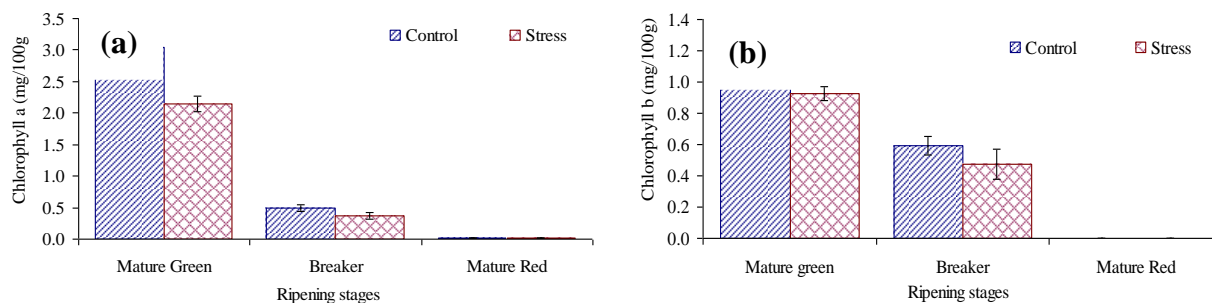 (a)
Control
Stress
Chlorophyll a (mg/100g
3.5
3.0
2.5
2.0
1.5
1.0
0.5
0.0
Mature Green Breaker Mature Red
Ripening stages
(b)
Control
Stress
Chlorophyll b (mg/100g)
1.4
1.2
1.0
0.8
0.6
0.4
0.2
0.0
Mature green Breaker Mature Red
Ripening stages